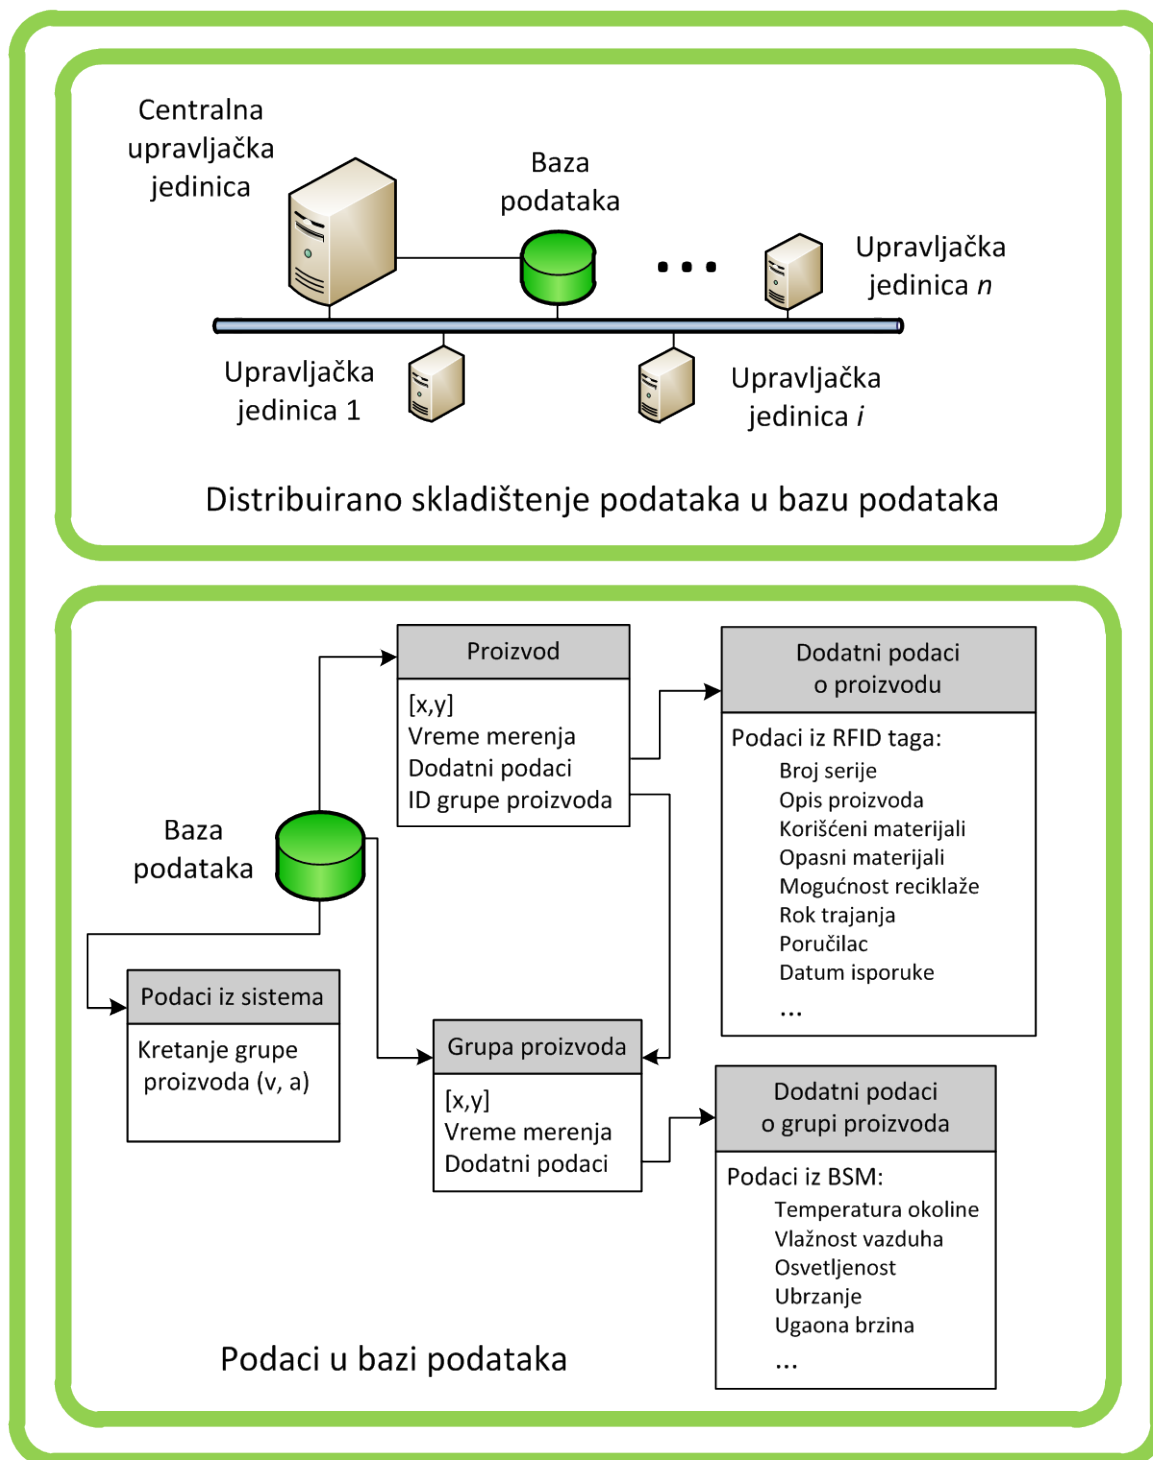 Centralna
upravljačka
jedinica
Baza
podataka
...
Upravljačka
jedinica n
Upravljačka
jedinica 1
Upravljačka
jedinica i
Distribuirano skladištenje podataka u bazu podataka
Proizvod
[x,y]
Vreme merenja
Dodatni podaci
ID grupe proizvoda
Dodatni podaci
o proizvodu
Podaci iz RFID taga:
Broj serije
Opis proizvoda
Korišćeni materijali
Opasni materijali
Mogućnost reciklaže
Rok trajanja
Poručilac
Datum isporuke
...
Baza
podataka
Podaci iz sistema
Kretanje grupe
proizvoda (v, a)
Grupa proizvoda
[x,y]
Vreme merenja
Dodatni podaci
Dodatni podaci
o grupi proizvoda
Podaci iz BSM:
Temperatura okoline
Vlažnost vazduha
Osvetljenost
Ubrzanje
Ugaona brzina
...
Podaci u bazi podataka